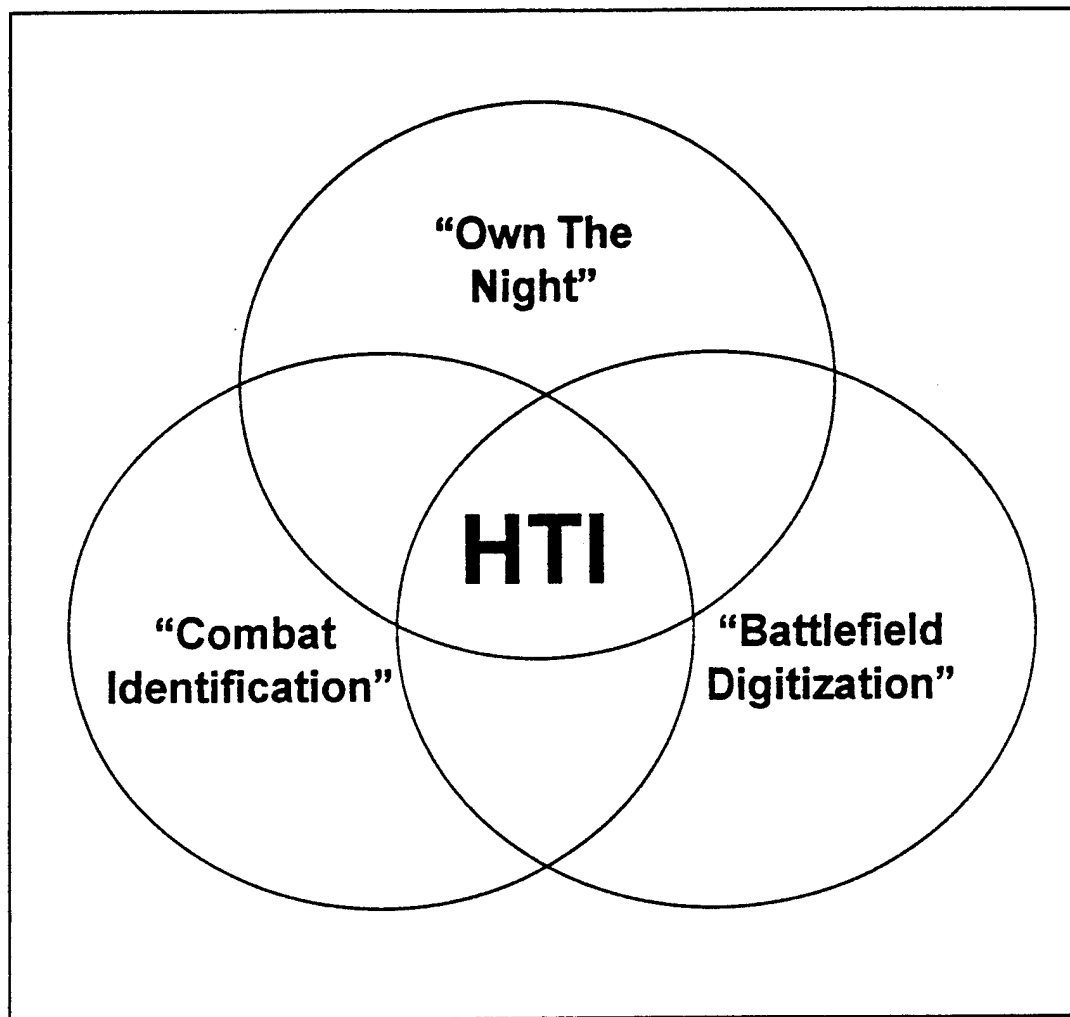 “Own The
Night”
HTI
“Combat
Identification”
“Battlefield
Digitization”